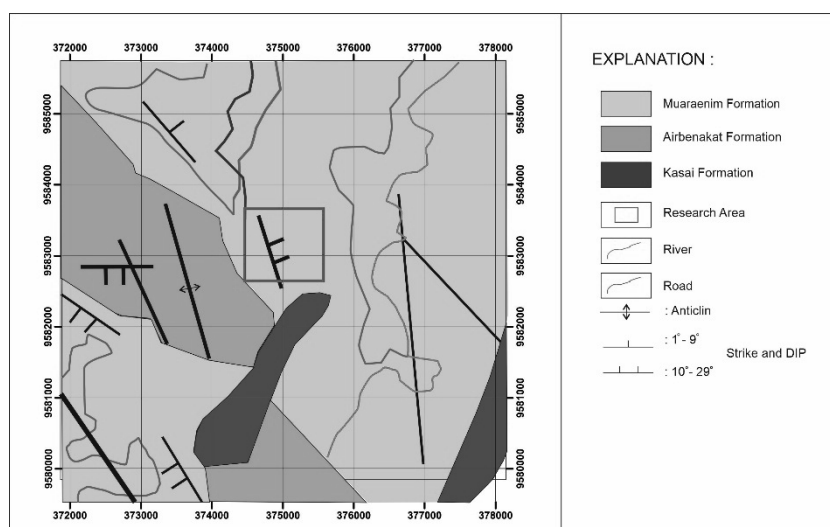 372000 373000 374000 375000 376000 377000 378000
9585000 9585000
9584000 9584000
9583000 9583000
9582000 9582000
9581000 9581000
9580000 9580000
372000 373000 374000 375000 376000 377000 378000
EXPLANATION :
Muaraenim Formation
Airbenakat Formation
Kasai Formation
Research Area
River
Road
: Anticlin
: 1°- 9°
Strike and DIP
: 10°- 29°